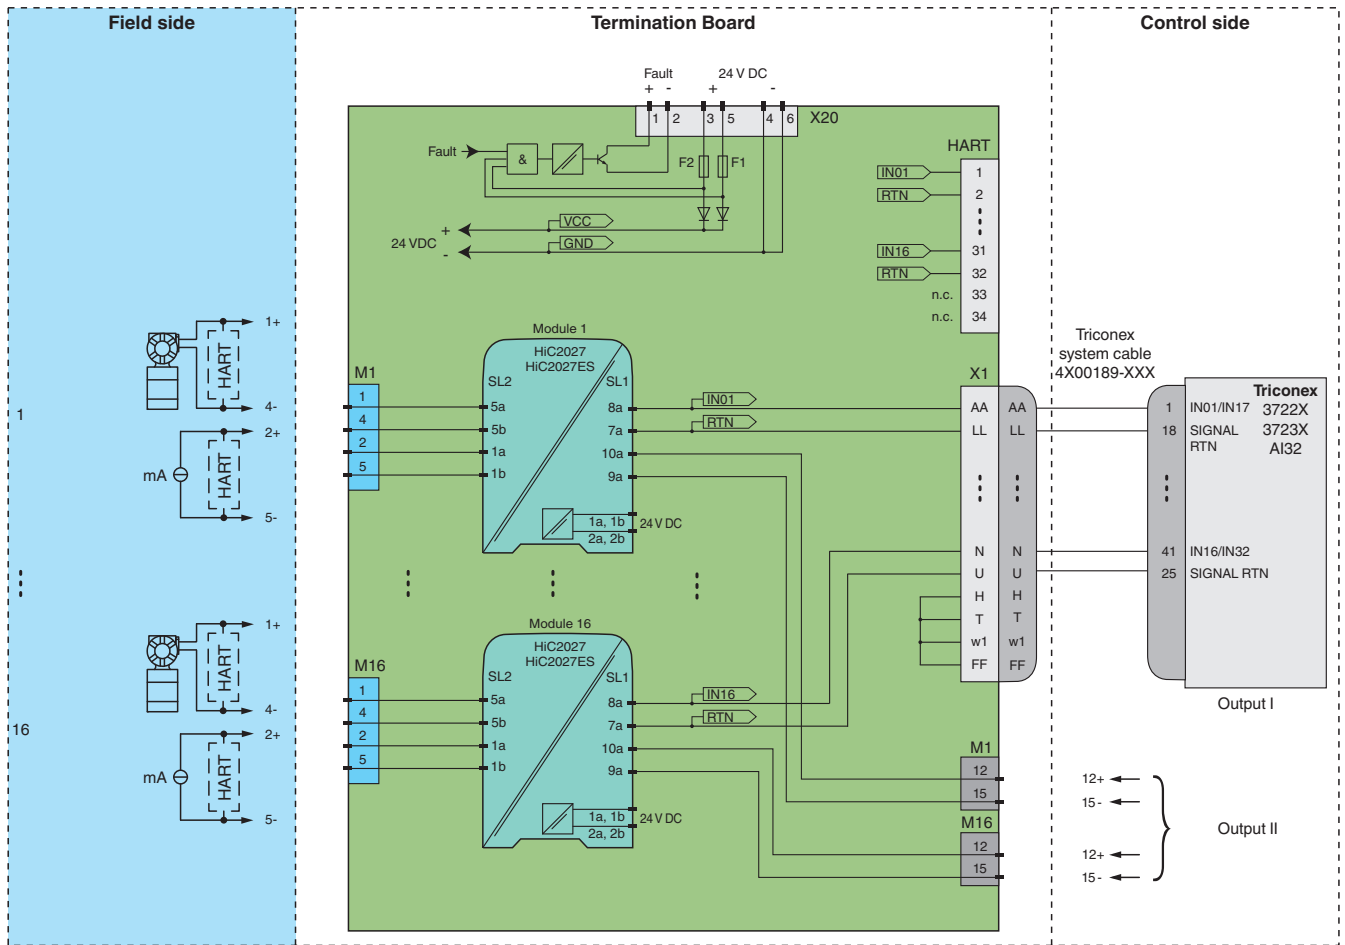 Field side
Termination Board
Control side
Fault
24 V DC
+ - + -
1 2 3 5 4 6
X20
Fault
&
F2
F1
VCC
+
24 VDC
GND
-
HART
IN01
1
RTN
2
IN16
31
RTN
32
n.c.
33
n.c.
34
1
1+
HART
4-
2+
mA
HART
5-
M1
1
4
2
5
Module 1
HiC2027
HiC2027ES
SL2
SL1
5a
5b
1a
1b
8a
7a
10a
9a
1a, 1b
2a, 2b
24 V DC
IN01
RTN
X1
AA
LL
N
U
H
T
w1
FF
AA
LL
N
U
H
T
w1
FF
Triconex
system cable
4X00189-XXX
1
18
41
25
IN01/IN17
SIGNAL
RTN
IN16/IN32
SIGNAL RTN
Triconex
3722X
3723X
AI32
Output I
16
1+
HART
4-
2+
mA
HART
5-
M16
1
4
2
5
Module 16
HiC2027
HiC2027ES
SL2
SL1
5a
5b
1a
1b
8a
7a
10a
9a
1a, 1b
2a, 2b
24 V DC
IN16
RTN
M1
12
15
M16
12
15
12+
15 -
12+
15 -
Output II